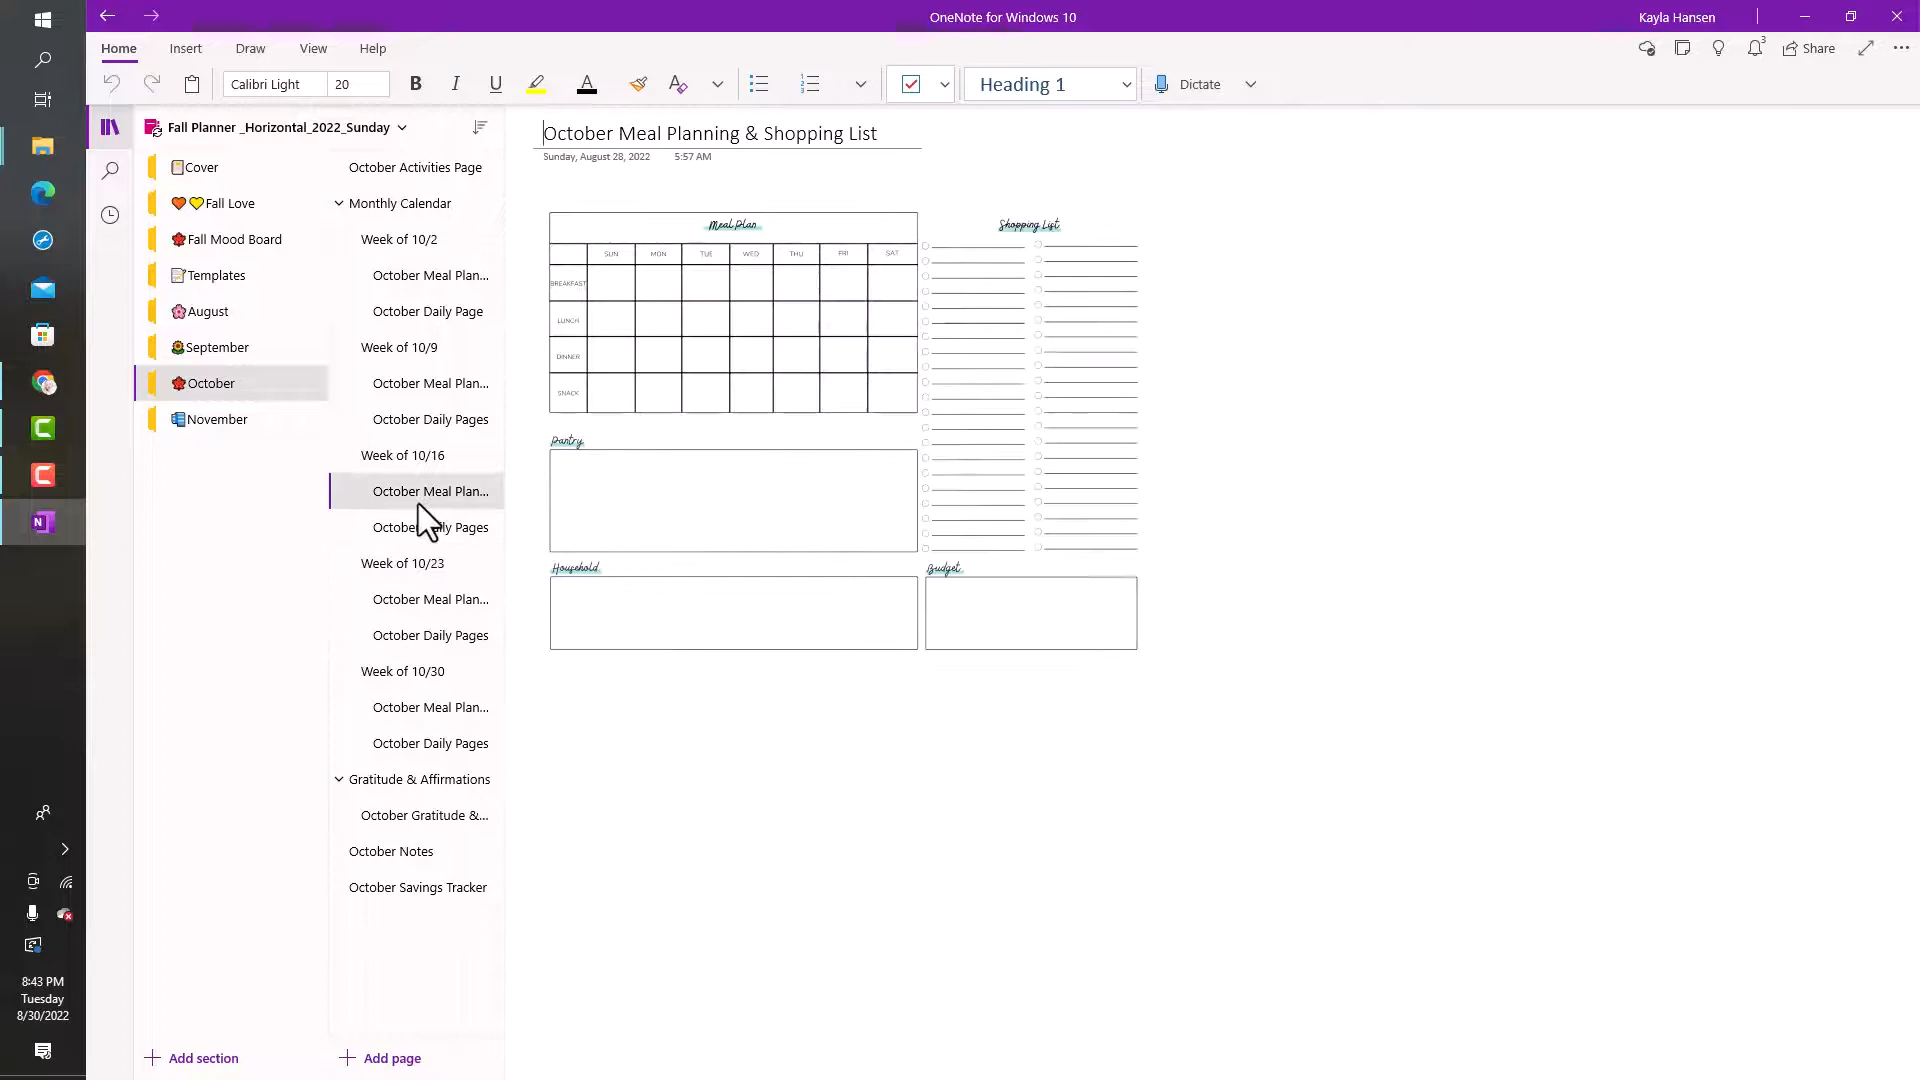 OneNote for Windows 10
Kayla Hansen
Home
Insert
Draw
View
Help
3
Share
Calibri Light
20
B
I
U
A
A
Heading 1
Dictate
Fall Planner _Horizontal_2022_Sunday
Cover
Fall Love
Fall Mood Board
Templates
August
September
October
November
Add section
October Activities Page
Monthly Calendar
Week of 10/2
October Meal Plan...
October Daily Page
Week of 10/9
October Meal Plan...
October Daily Pages
Week of 10/16
October Meal Plan...
October Daily Pages
Week of 10/23
October Meal Plan...
October Daily Pages
Week of 10/30
October Meal Plan...
October Daily Pages
Gratitude & Affirmations
October Gratitude &...
October Notes
October Savings Tracker
Add page
October Meal Planning & Shopping List
Sunday, August 28, 2022 5:57 AM
Meal Plan
SUN MON TUE WED THU FRI SAT
BREAKFAST
LUNCH
DINNER
SNACK
Shopping List
Pantry
Household
Budget
8:43 PM
Tuesday
8/30/2022